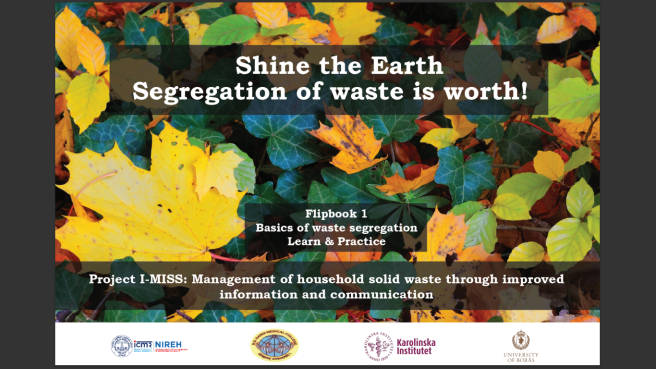 Shine the Earth
Segregation of waste is worth!
Flipbook 1
Basics of waste segregation
Learn & Practice
Project I-MISS: Management of household solid waste through improved
information and communication
icmr NIREH
Karolinska
Institutet
UNIVERSITY
OF BORÅS